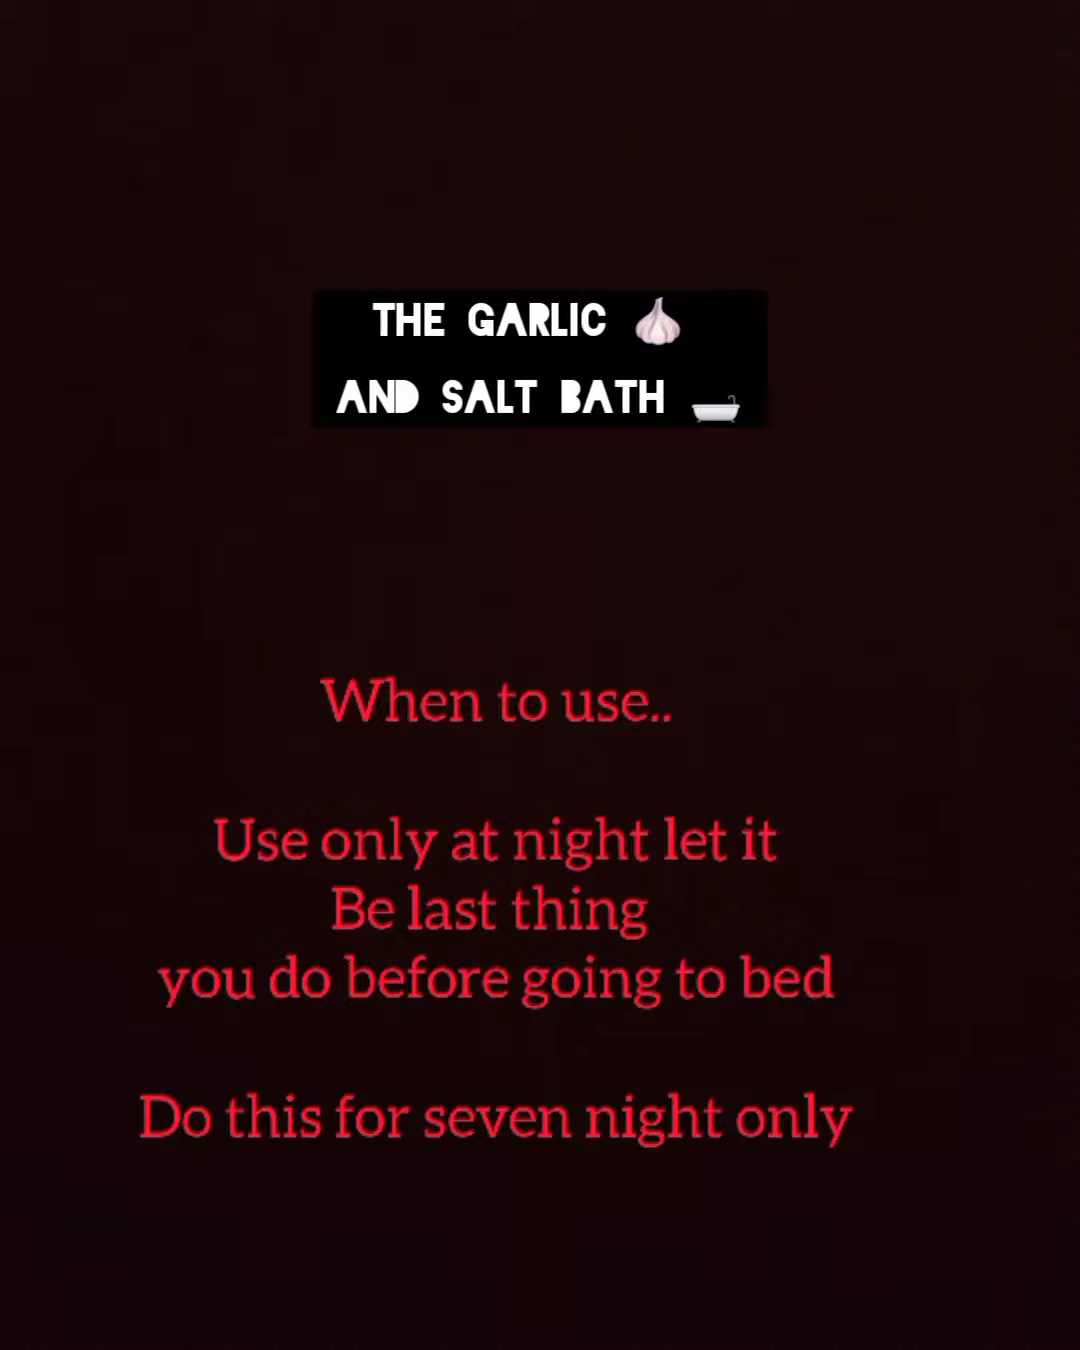 THE GARLIC 🧄
AND SALT BATH 🛁
When to use..
Use only at night let it
Be last thing
you do before going to bed
Do this for seven night only